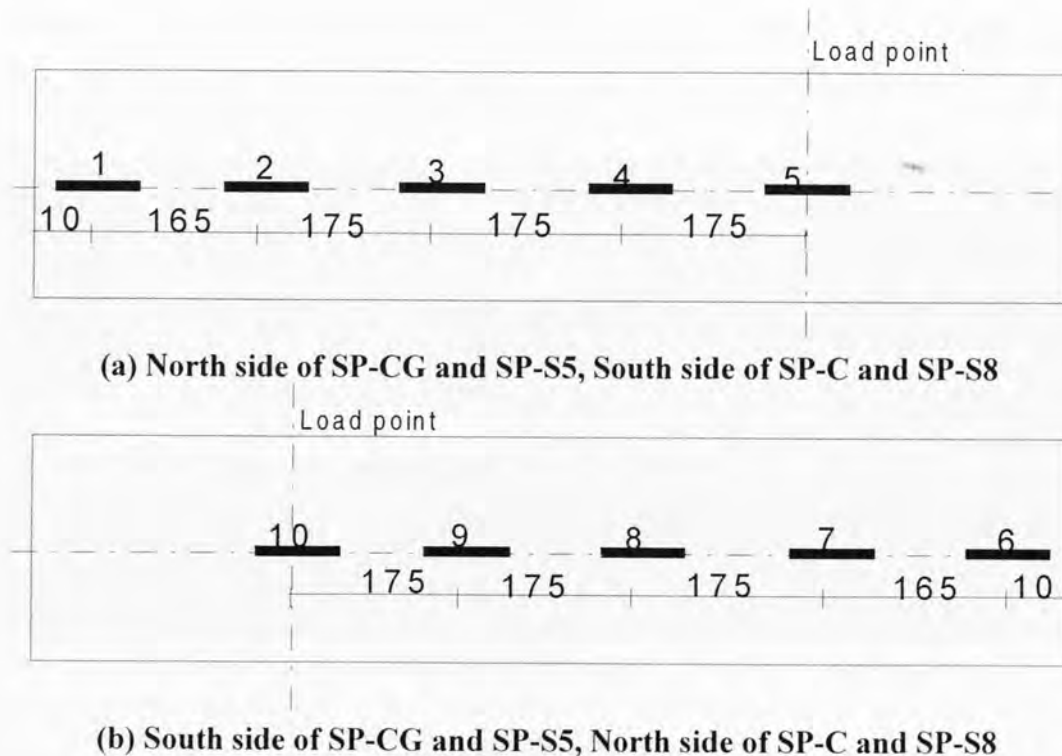 Load point
1 2 3 4 5
10 165 175 175 175
(a) North side of SP-CG and SP-S5, South side of SP-C and SP-S8
Load point
10 9 8 7 6
175 175 175 165 10
(b) South side of SP-CG and SP-S5, North side of SP-C and SP-S8